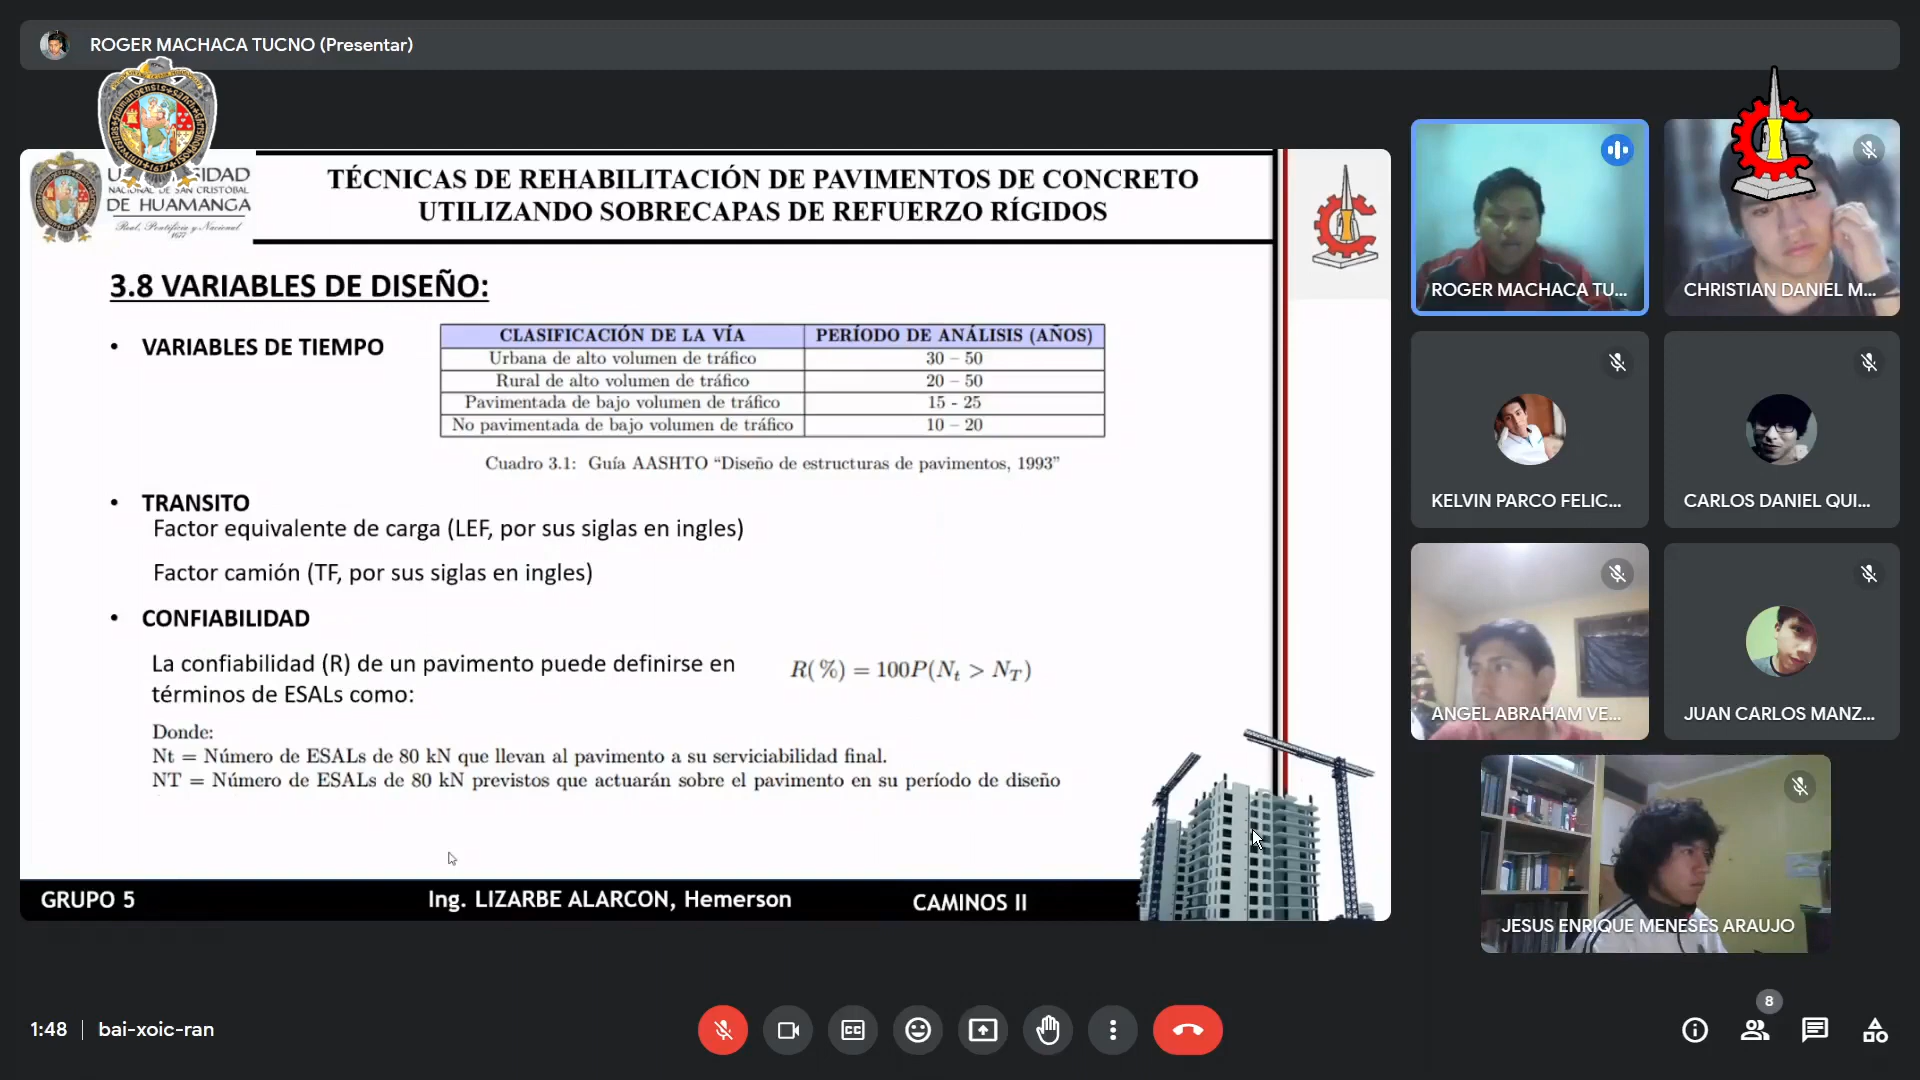 ROGER MACHACA TUCNO (Presentar)
NACIONAL DE SAN CRISTOBAL
DE HUAMANGA
Real, Pontificia y Nacional
1677
TÉCNICAS DE REHABILITACIÓN DE PAVIMENTOS DE CONCRETO
UTILIZANDO SOBRECAPAS DE REFUERZO RÍGIDOS
3.8 VARIABLES DE DISEÑO:
• VARIABLES DE TIEMPO
CLASIFICACIÓN DE LA VÍA PERÍODO DE ANÁLISIS (AÑOS)
Urbana de alto volumen de tráfico 30 – 50
Rural de alto volumen de tráfico 20 – 50
Pavimentada de bajo volumen de tráfico 15 - 25
No pavimentada de bajo volumen de tráfico 10 – 20
Cuadro 3.1: Guía AASHTO “Diseño de estructuras de pavimentos, 1993”
• TRANSITO
Factor equivalente de carga (LEF, por sus siglas en ingles)
Factor camión (TF, por sus siglas en ingles)
• CONFIABILIDAD
La confiabilidad (R) de un pavimento puede definirse en
términos de ESALs como:
R(%) = 100P(N_t > N_T)
Donde:
Nt = Número de ESALs de 80 kN que llevan al pavimento a su serviciabilidad final.
NT = Número de ESALs de 80 kN previstos que actuarán sobre el pavimento en su período de diseño
GRUPO 5 Ing. LIZARBE ALARCON, Hemerson CAMINOS II
ROGER MACHACA TU...
CHRISTIAN DANIEL M...
KELVIN PARCO FELIC...
CARLOS DANIEL QUI...
ANGEL ABRAHAM VE...
JUAN CARLOS MANZ...
JESUS ENRIQUE MENESES ARAUJO
1:48 | bai-xoic-ran
8